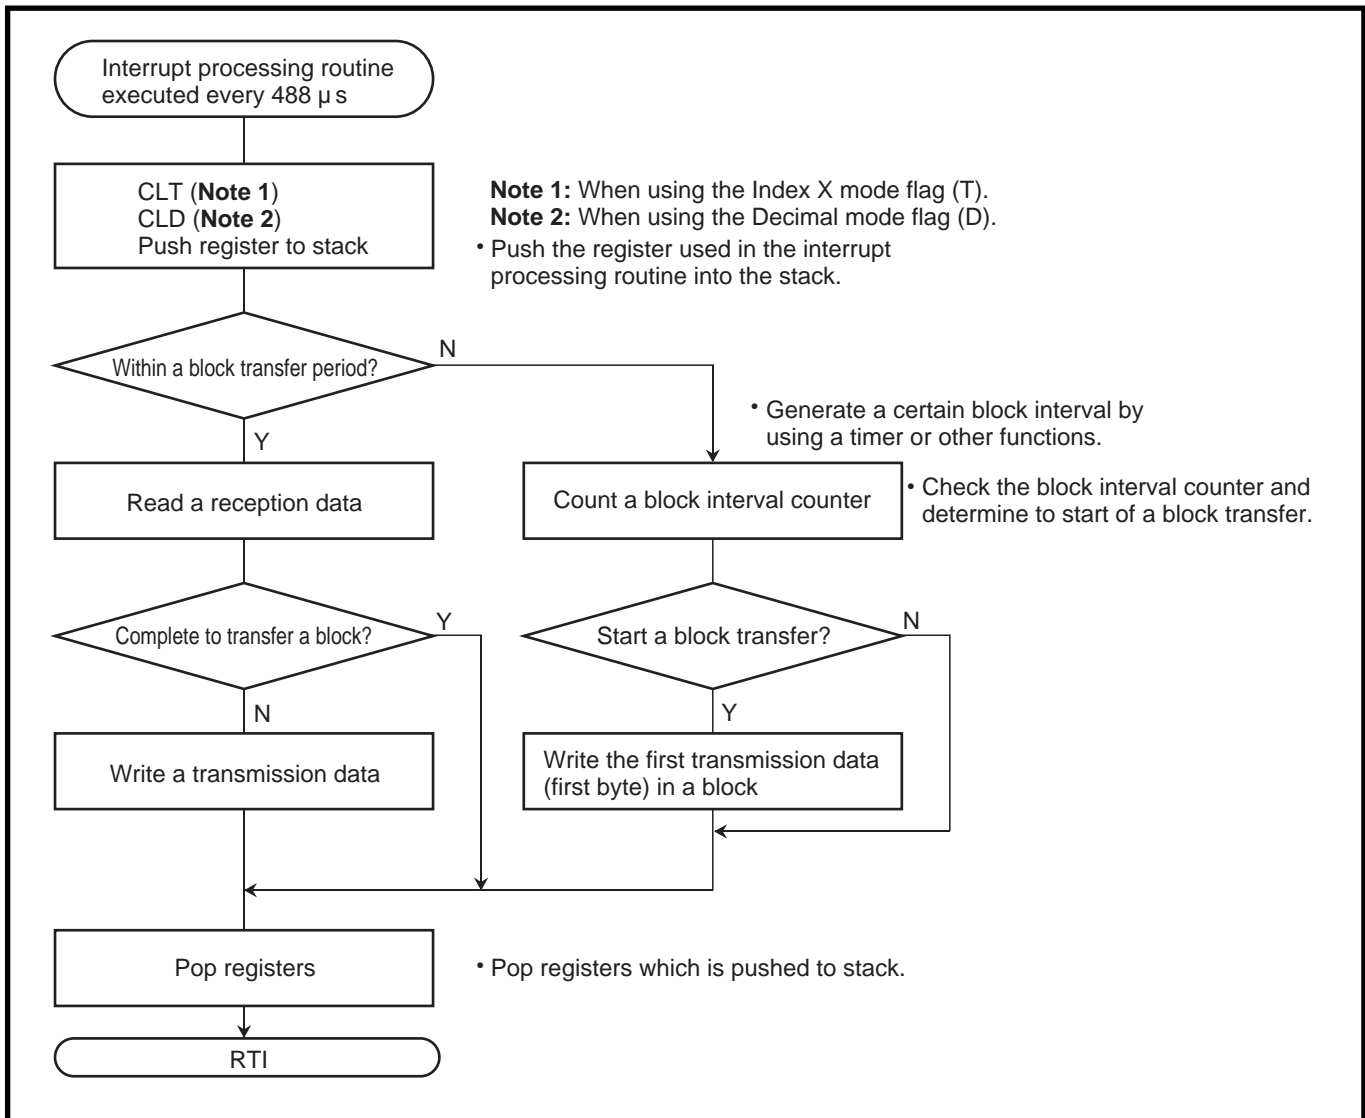 Interrupt processing routine
executed every 488 µ s
CLT (Note 1)
CLD (Note 2)
Push register to stack
Note 1: When using the Index X mode flag (T).
Note 2: When using the Decimal mode flag (D).
• Push the register used in the interrupt
processing routine into the stack.
Within a block transfer period?
N
Y
• Generate a certain block interval by
using a timer or other functions.
Read a reception data
Count a block interval counter
• Check the block interval counter and
determine to start of a block transfer.
Complete to transfer a block?
Y
N
Start a block transfer?
N
Y
Write a transmission data
Write the first transmission data
(first byte) in a block
Pop registers
• Pop registers which is pushed to stack.
RTI